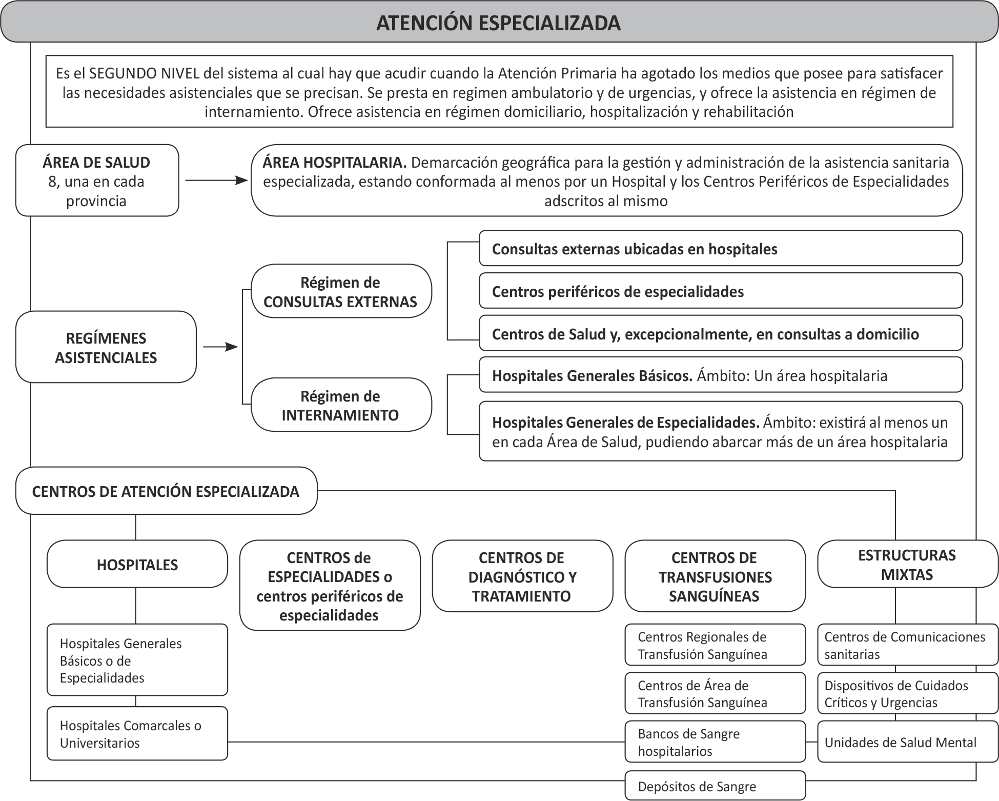 ATENCIÓN ESPECIALIZADA
Es el SEGUNDO NIVEL del sistema al cual hay que acudir cuando la Atención Primaria ha agotado los medios que posee para satisfacer
las necesidades asistenciales que se precisan. Se presta en regimen ambulatorio y de urgencias, y ofrece la asistencia en régimen de
internamiento. Ofrece asistencia en régimen domiciliario, hospitalización y rehabilitación
ÁREA DE SALUD
8, una en cada
provincia
ÁREA HOSPITALARIA. Demarcación geográfica para la gestión y administración de la asistencia sanitaria
especializada, estando conformada al menos por un Hospital y los Centros Periféricos de Especialidades
adscritos al mismo
REGÍMENES
ASISTENCIALES
Régimen de
CONSULTAS EXTERNAS
Consultas externas ubicadas en hospitales
Centros periféricos de especialidades
Centros de Salud y, excepcionalmente, en consultas a domicilio
Régimen de
INTERNAMIENTO
Hospitales Generales Básicos. Ámbito: Un área hospitalaria
Hospitales Generales de Especialidades. Ámbito: existirá al menos un
en cada Área de Salud, pudiendo abarcar más de un área hospitalaria
CENTROS DE ATENCIÓN ESPECIALIZADA
HOSPITALES
Hospitales Generales
Básicos o de
Especialidades
Hospitales Comarcales o
Universitarios
CENTROS de
ESPECIALIDADES o
centros periféricos de
especialidades
CENTROS DE
DIAGNÓSTICO Y
TRATAMIENTO
CENTROS DE
TRANSFUSIONES
SANGUÍNEAS
Centros Regionales de
Transfusión Sanguínea
Centros de Área de
Transfusión Sanguínea
Bancos de Sangre
hospitalarios
Depósitos de Sangre
ESTRUCTURAS
MIXTAS
Centros de Comunicaciones
sanitarias
Dispositivos de Cuidados
Críticos y Urgencias
Unidades de Salud Mental